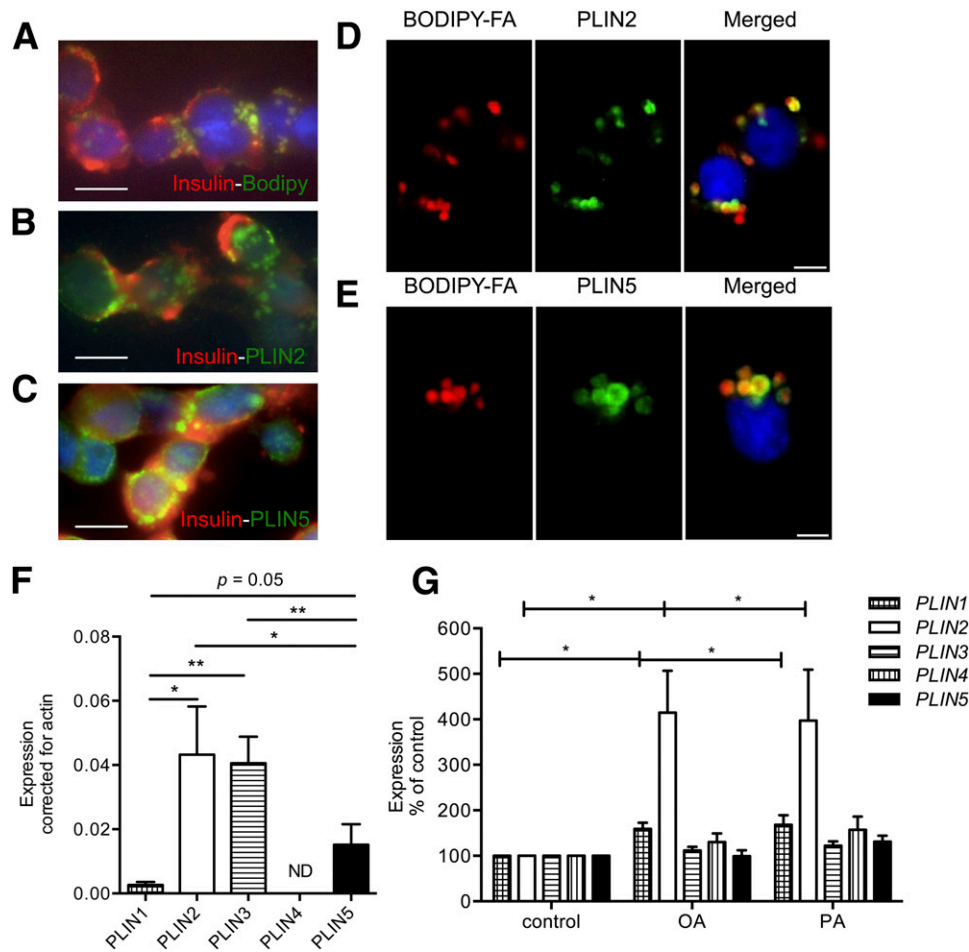 A
Insulin-Bodipy
B
Insulin-PLIN2
C
Insulin-PLIN5
D
BODIPY-FA PLIN2 Merged
E
BODIPY-FA PLIN5 Merged
F
p = 0.05
**
*
**
*
Expression
corrected for actin
0.08
0.06
0.04
0.02
0.00
ND
PLIN1 PLIN2 PLIN3 PLIN4 PLIN5
G
* *
* *
Expression
% of control
600
500
400
300
200
100
control OA PA
PLIN1
PLIN2
PLIN3
PLIN4
PLIN5